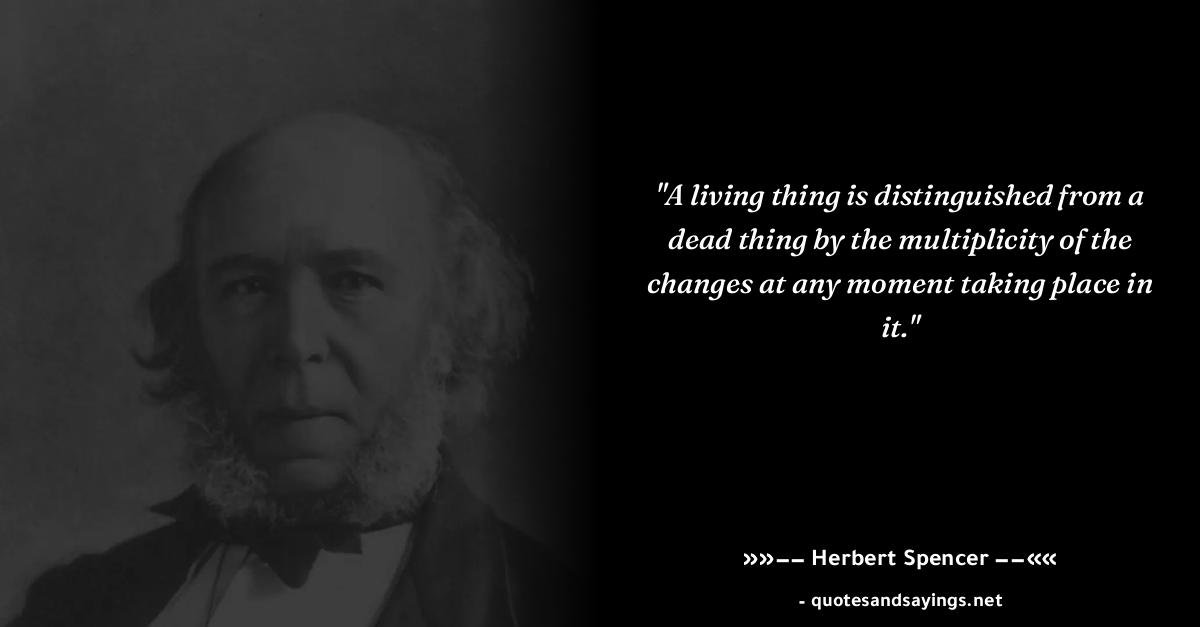 "A living thing is distinguished from a
dead thing by the multiplicity of the
changes at any moment taking place in
it."
»»–– Herbert Spencer ––««
- quotesandsayings.net